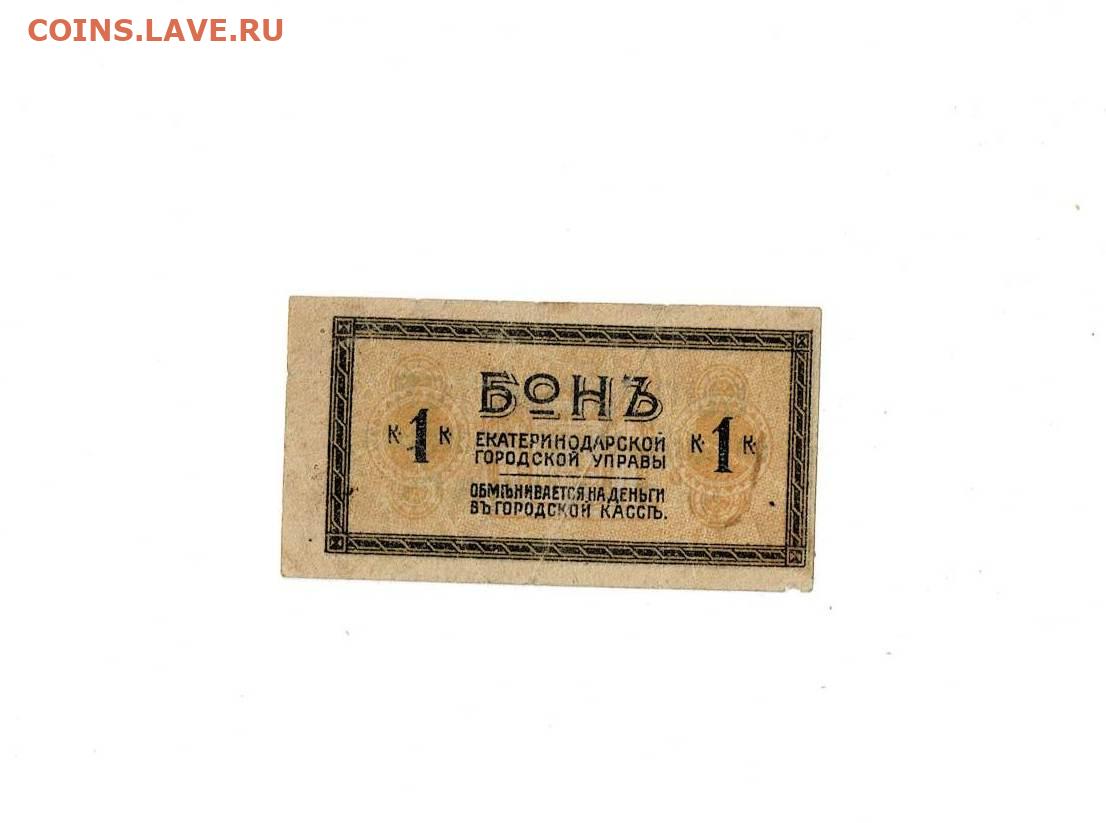 COINS.LAVE.RU
БОНЪ
ЕКАТЕРИНОДАРСКОЙ
ГОРОДСКОЙ УПРАВЫ
К. 1 К.
К. 1 К.
ОБМѢНИВАЕТСЯ НА ДЕНЬГИ
ВЪ ГОРОДСКОЙ КАССѢ.